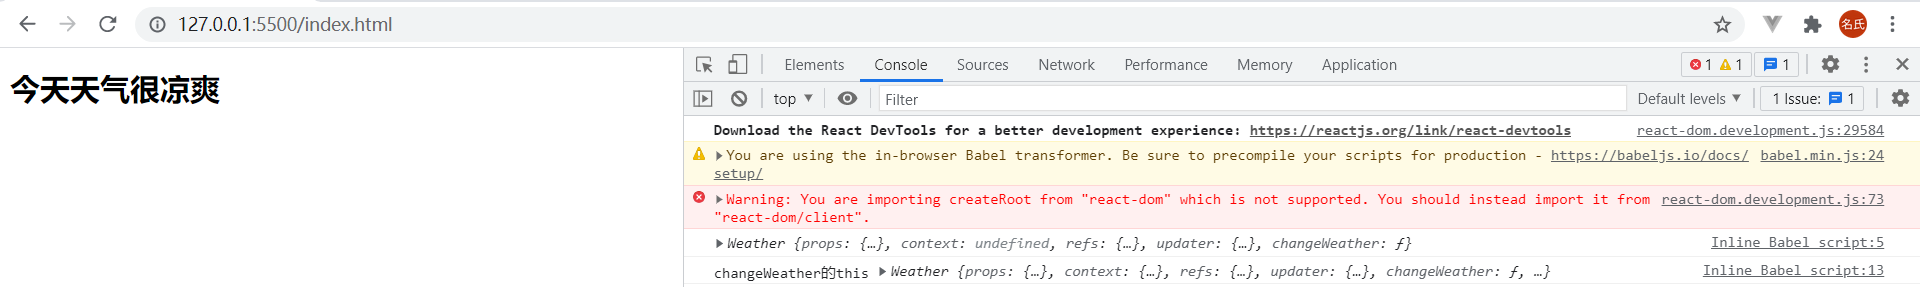 127.0.0.1:5500/index.html
名氏
今天天气很凉爽
Elements Console Sources Network Performance Memory Application 1 1 1
top Filter Default levels 1 Issue: 1
Download the React DevTools for a better development experience: https://reactjs.org/link/react-devtools react-dom.development.js:29584
You are using the in-browser Babel transformer. Be sure to precompile your scripts for production - https://babeljs.io/docs/ babel.min.js:24
setup/
Warning: You are importing createRoot from "react-dom" which is not supported. You should instead import it from react-dom.development.js:73
"react-dom/client".
Weather {props: {…}, context: undefined, refs: {…}, updater: {…}, changeWeather: ƒ} Inline Babel script:5
changeWeather的this Weather {props: {…}, context: {…}, refs: {…}, updater: {…}, changeWeather: ƒ, …} Inline Babel script:13